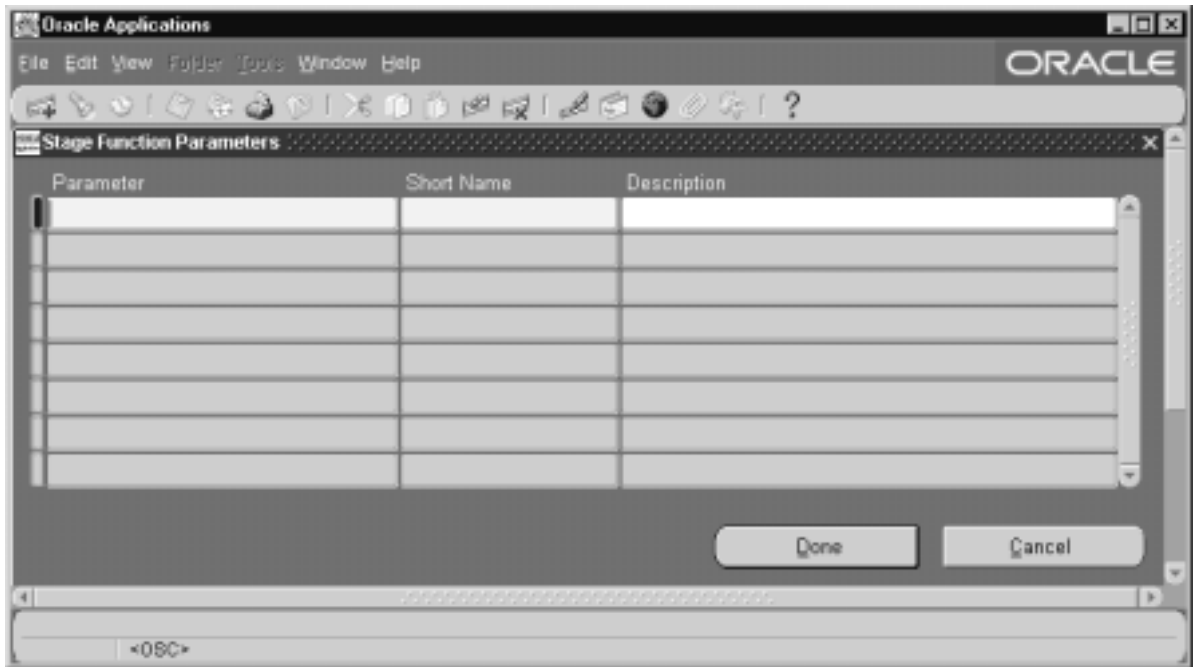 Oracle Applications
File Edit View Folder Tools Window Help
ORACLE
?
Stage Function Parameters
Parameter Short Name Description
Done Cancel
<OSC>